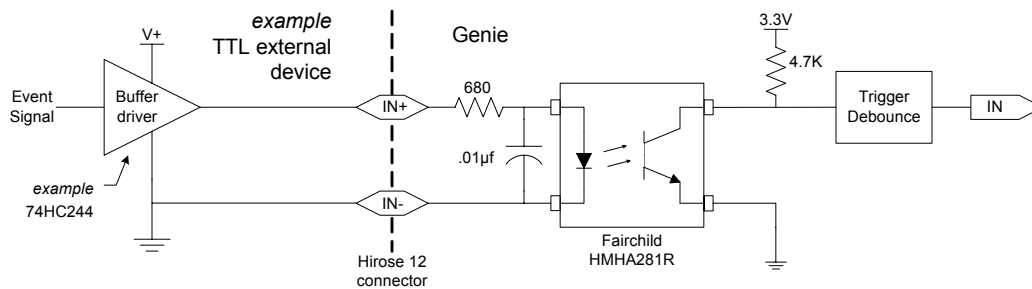 V+
example
TTL external
device
Genie
3.3V
4.7K
Event
Signal
Buffer
driver
IN+
680
.01µf
Trigger
Debounce
IN
example
74HC244
IN-
Hirose 12
connector
Fairchild
HMHA281R